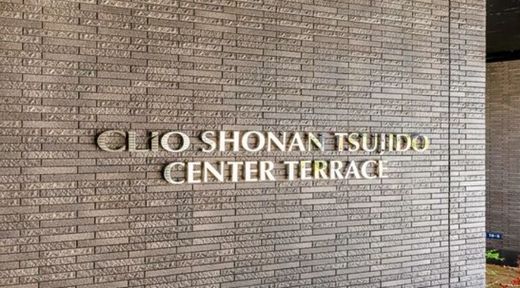 CLIO SHONAN TSUJIDO
CENTER TERRACE